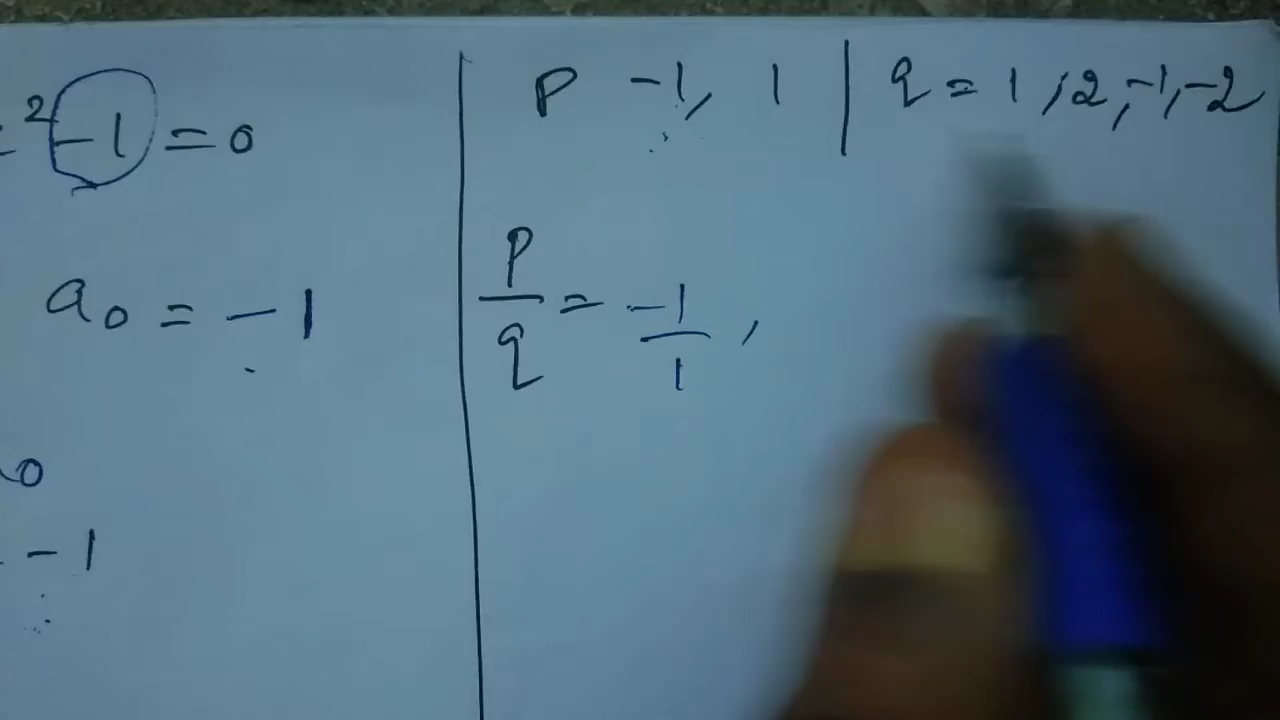 2 -1 = 0
a₀ = -1
0
-1
P -1, 1 | q = 1, 2, -1, -2
p/q = -1/1,